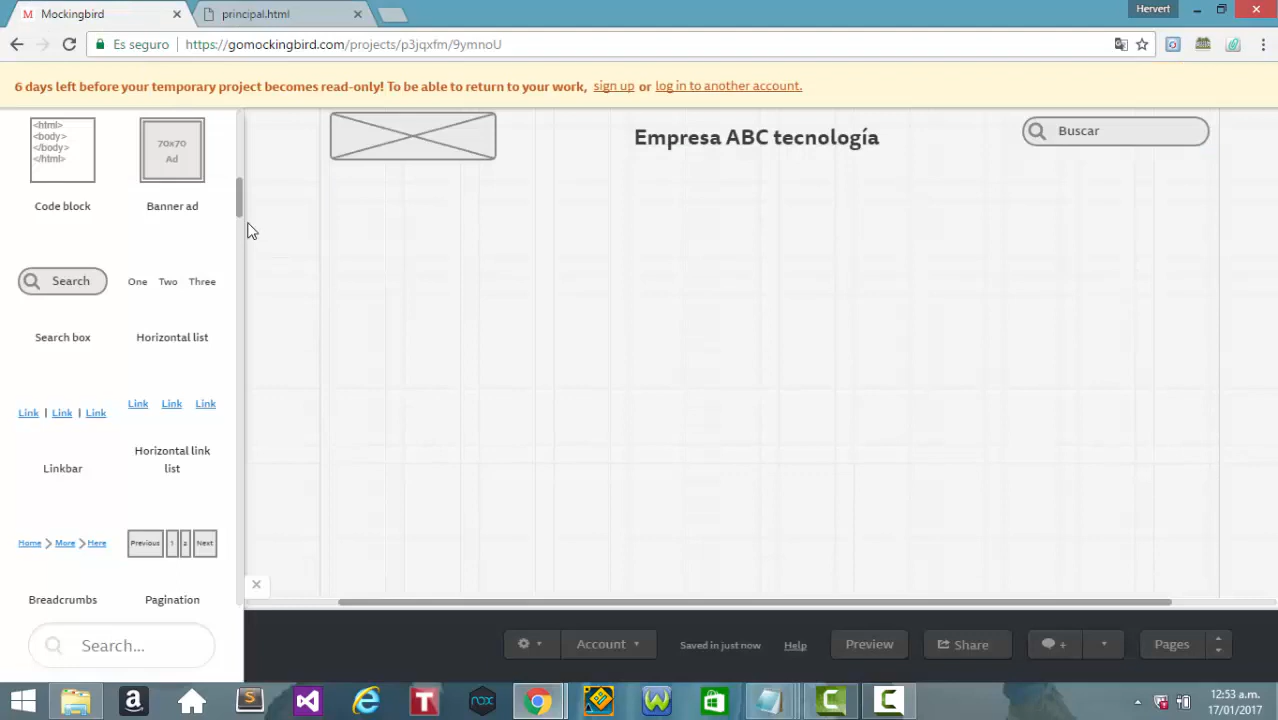 Mockingbird
principal.html
Hervert
Es seguro
https://gomockingbird.com/projects/p3jqxfm/9ymnoU
6 days left before your temporary project becomes read-only! To be able to return to your work, sign up or log in to another account.
<html>
<body>
</body>
</html>
70x70
Ad
Code block
Banner ad
Empresa ABC tecnología
Buscar
Search
One Two Three
Search box
Horizontal list
Link | Link | Link
Link Link Link
Linkbar
Horizontal link
list
Home More Here
Previous 1 2 Next
Breadcrumbs
Pagination
Search...
Account
Saved in just now
Help
Preview
Share
+
Pages
12:53 a.m.
17/01/2017